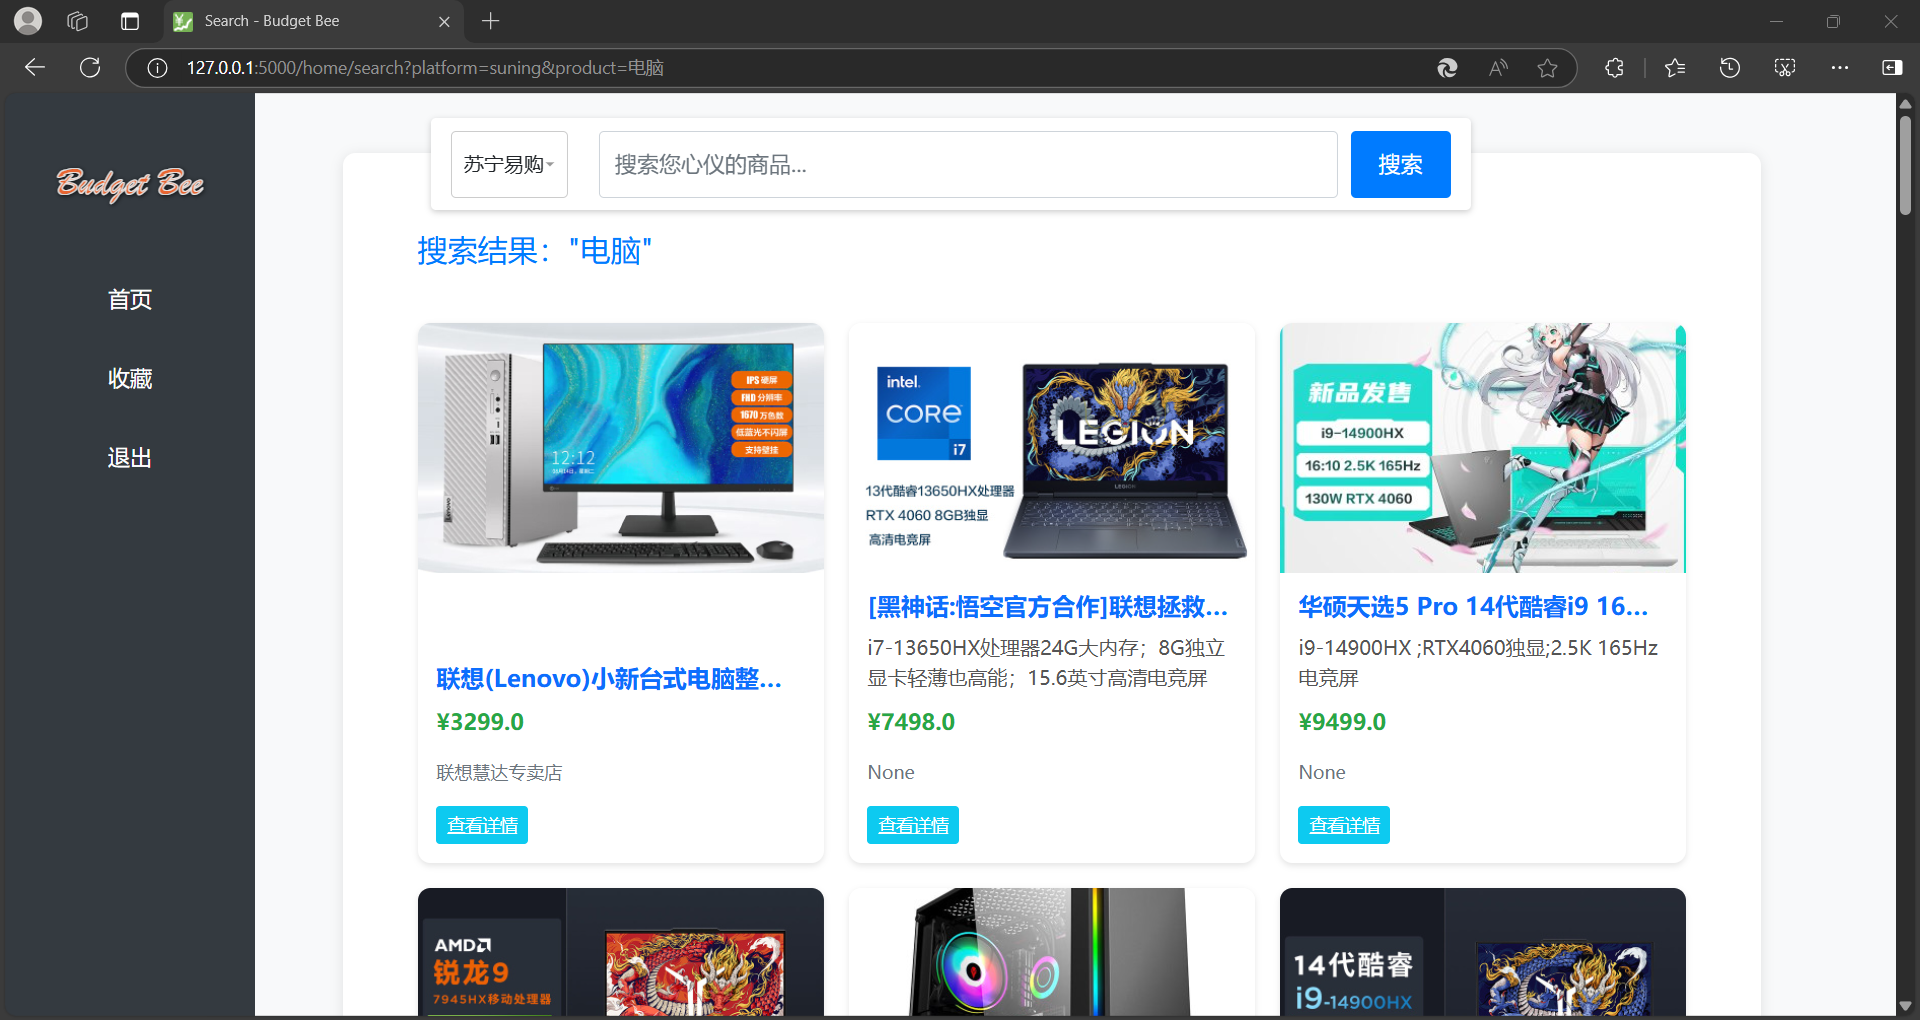 Search - Budget Bee
127.0.0.1:5000/home/search?platform=suning&product=电脑
Budget Bee
首页
收藏
退出
苏宁易购
搜索您心仪的商品...
搜索
搜索结果："电脑"
IPS 硬屏
FHD 分辨率
1670 万色数
低蓝光不闪屏
支持壁挂
12:12
Lenovo
联想(Lenovo)小新台式电脑整...
¥3299.0
联想慧达专卖店
查看详情
intel.
CORE
i7
13代酷睿13650HX处理器
RTX 4060 8GB独显
高清电竞屏
LEGION
LEGION
[黑神话:悟空官方合作]联想拯救...
i7-13650HX处理器24G大内存；8G独立
显卡轻薄也高能；15.6英寸高清电竞屏
¥7498.0
None
查看详情
新品发售
i9-14900HX
16:10 2.5K 165Hz
130W RTX 4060
华硕天选5 Pro 14代酷睿i9 16...
i9-14900HX ;RTX4060独显;2.5K 165Hz
电竞屏
¥9499.0
None
查看详情
AMD
锐龙9
7945HX移动处理器
14代酷睿
i9-14900HX